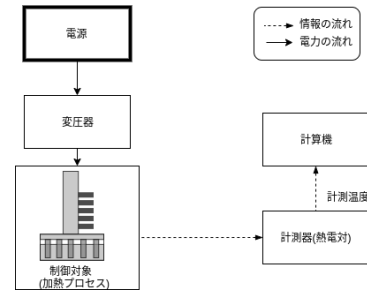 電源
情報の流れ
電力の流れ
変圧器
計算機
計測温度
計測器(熱電対)
制御対象
(加熱プロセス)